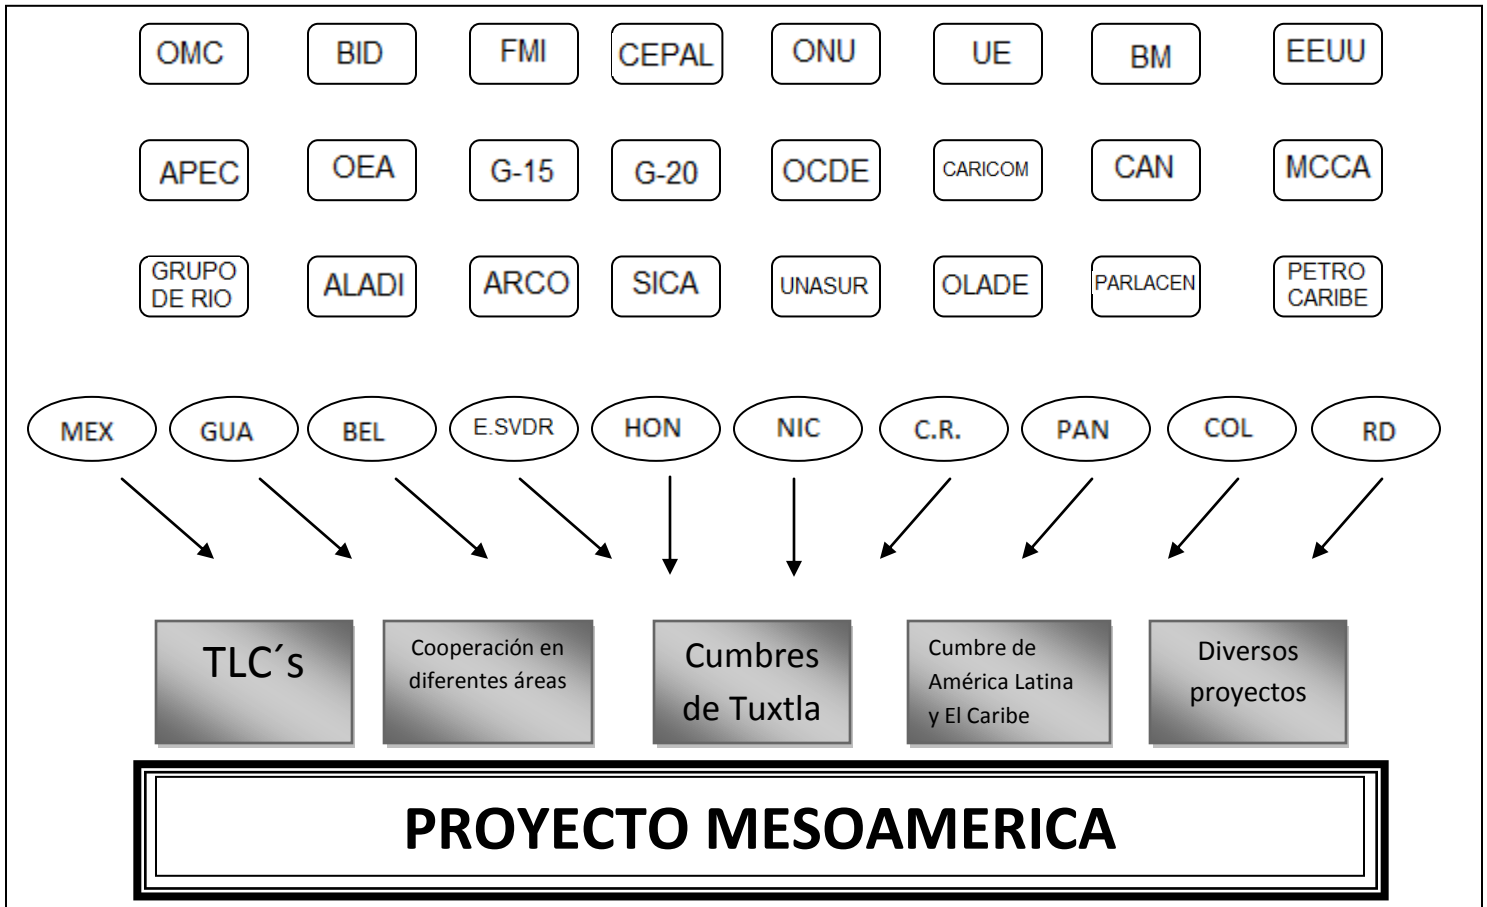 OMC
BID
FMI
CEPAL
ONU
UE
BM
EEUU
APEC
OEA
G-15
G-20
OCDE
CARICOM
CAN
MCCA
GRUPO
DE RIO
ALADI
ARCO
SICA
UNASUR
OLADE
PARLACEN
PETRO
CARIBE
MEX
GUA
BEL
E.SVDR
HON
NIC
C.R.
PAN
COL
RD
TLC´s
Cooperación en
diferentes áreas
Cumbres
de Tuxtla
Cumbre de
América Latina
y El Caribe
Diversos
proyectos
PROYECTO MESOAMERICA